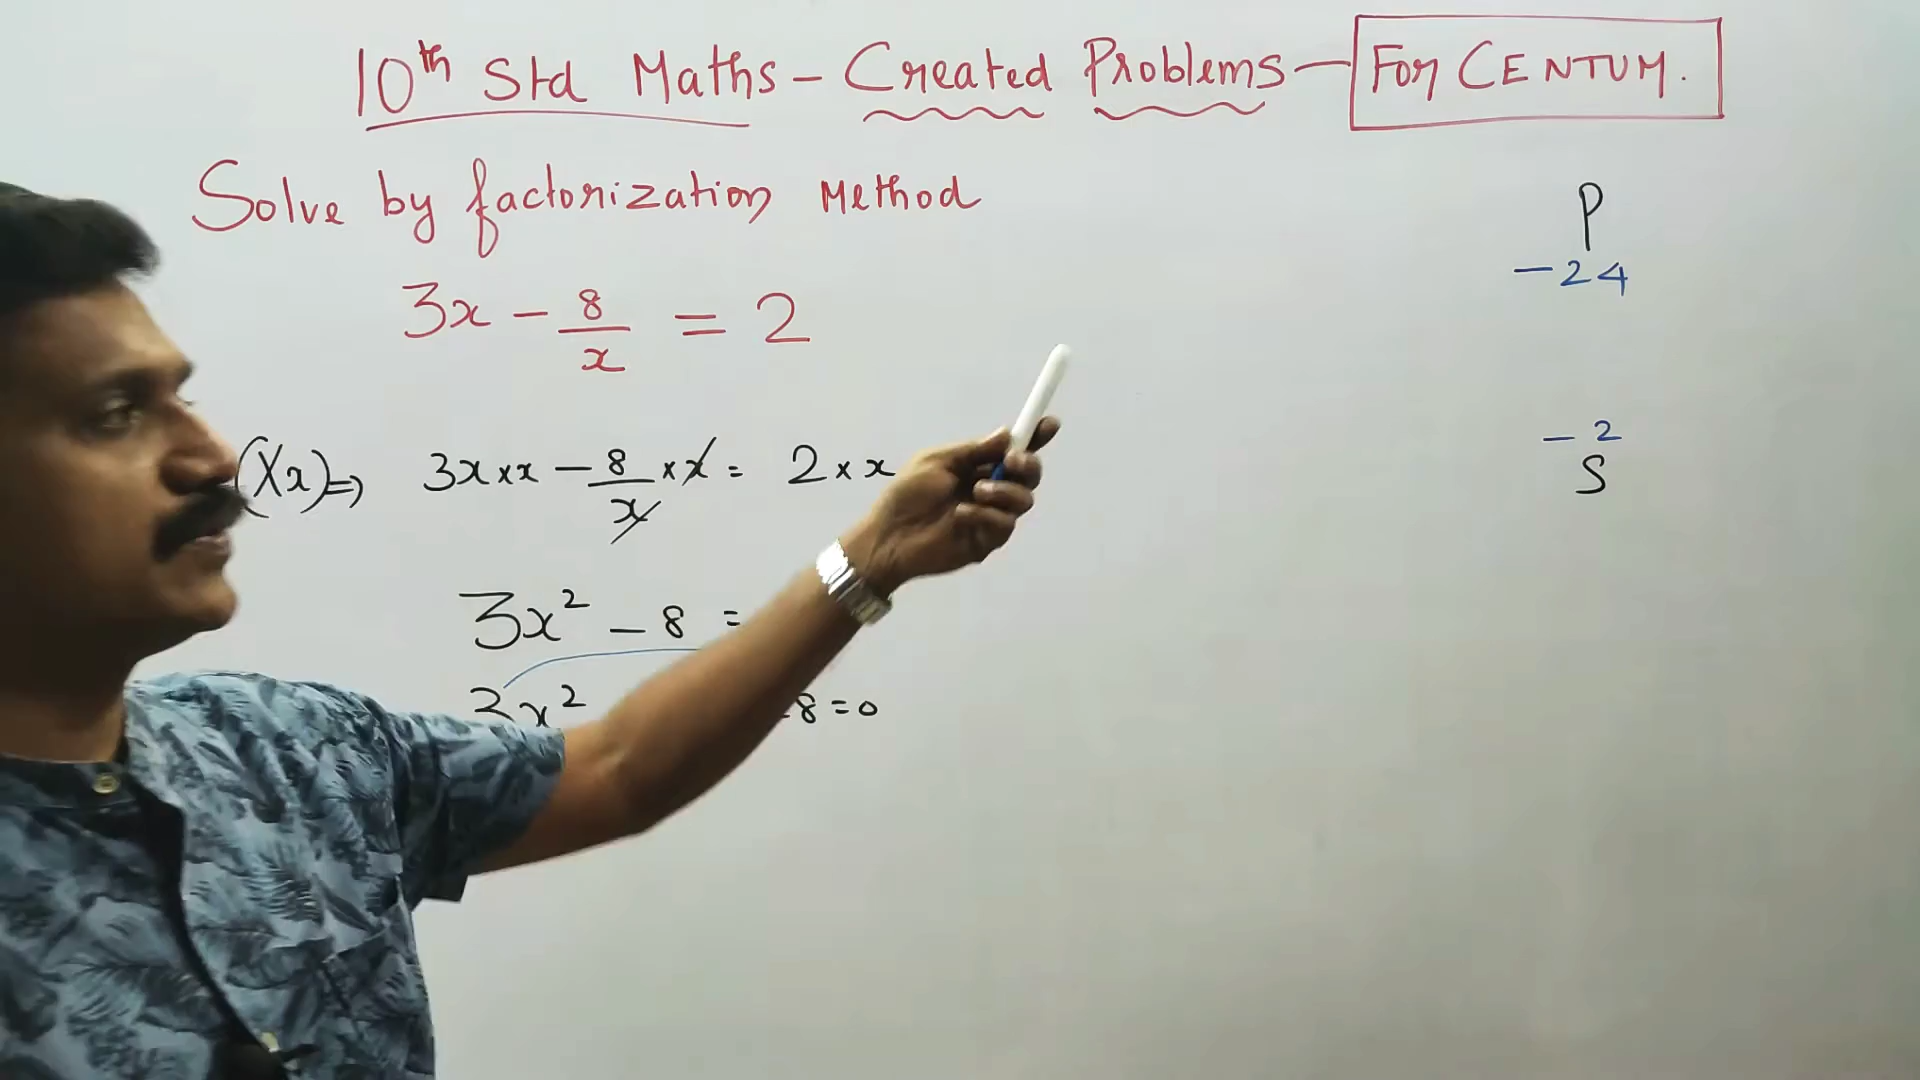 10th Std Maths - Created Problems - For CENTUM.
Solve by factorization Method
3x - 8/x = 2
(Xx) ⇒ 3x × x - 8/x × x = 2 × x
3x² - 8 =
3x² - 8 = 0
P
-24
-2
S